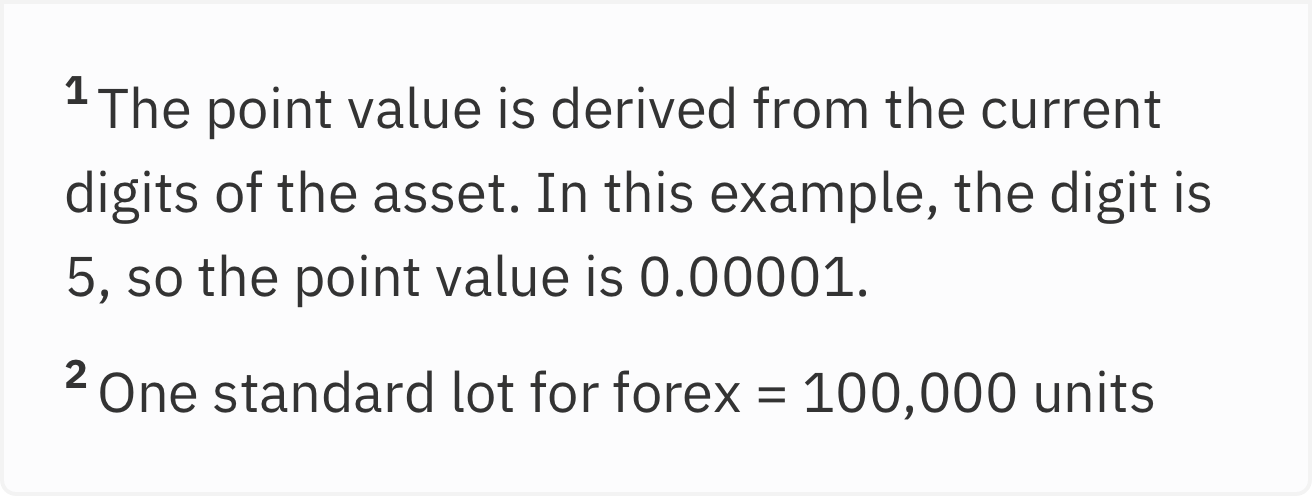 ¹ The point value is derived from the current
digits of the asset. In this example, the digit is
5, so the point value is 0.00001.
² One standard lot for forex = 100,000 units